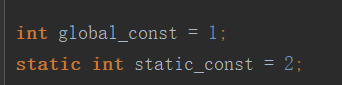 int global_const = 1;
static int static_const = 2;